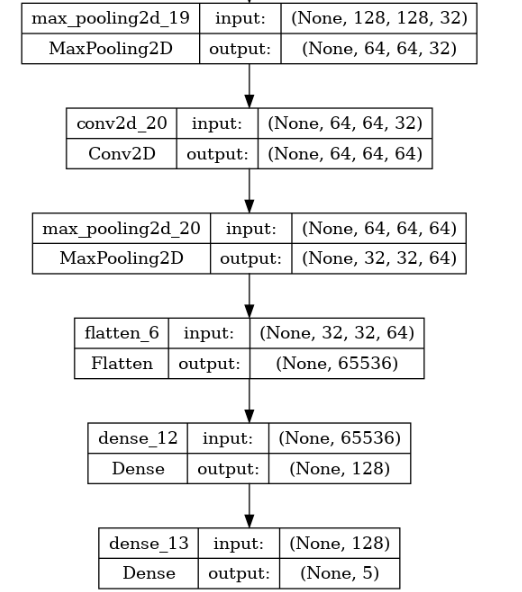 max_pooling2d_19 input: (None, 128, 128, 32)
MaxPooling2D output: (None, 64, 64, 32)
conv2d_20 input: (None, 64, 64, 32)
Conv2D output: (None, 64, 64, 64)
max_pooling2d_20 input: (None, 64, 64, 64)
MaxPooling2D output: (None, 32, 32, 64)
flatten_6 input: (None, 32, 32, 64)
Flatten output: (None, 65536)
dense_12 input: (None, 65536)
Dense output: (None, 128)
dense_13 input: (None, 128)
Dense output: (None, 5)